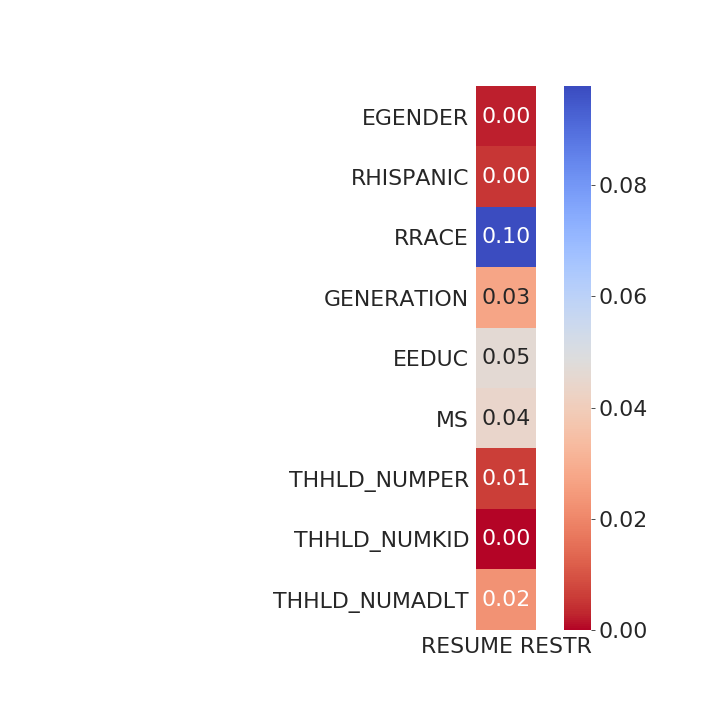 EGENDER 0.00
RHISPANIC 0.00
RRACE 0.10
GENERATION 0.03
EEDUC 0.05
MS 0.04
THHLD_NUMPER 0.01
THHLD_NUMKID 0.00
THHLD_NUMADLT 0.02
RESUME RESTR
0.08
0.06
0.04
0.02
0.00